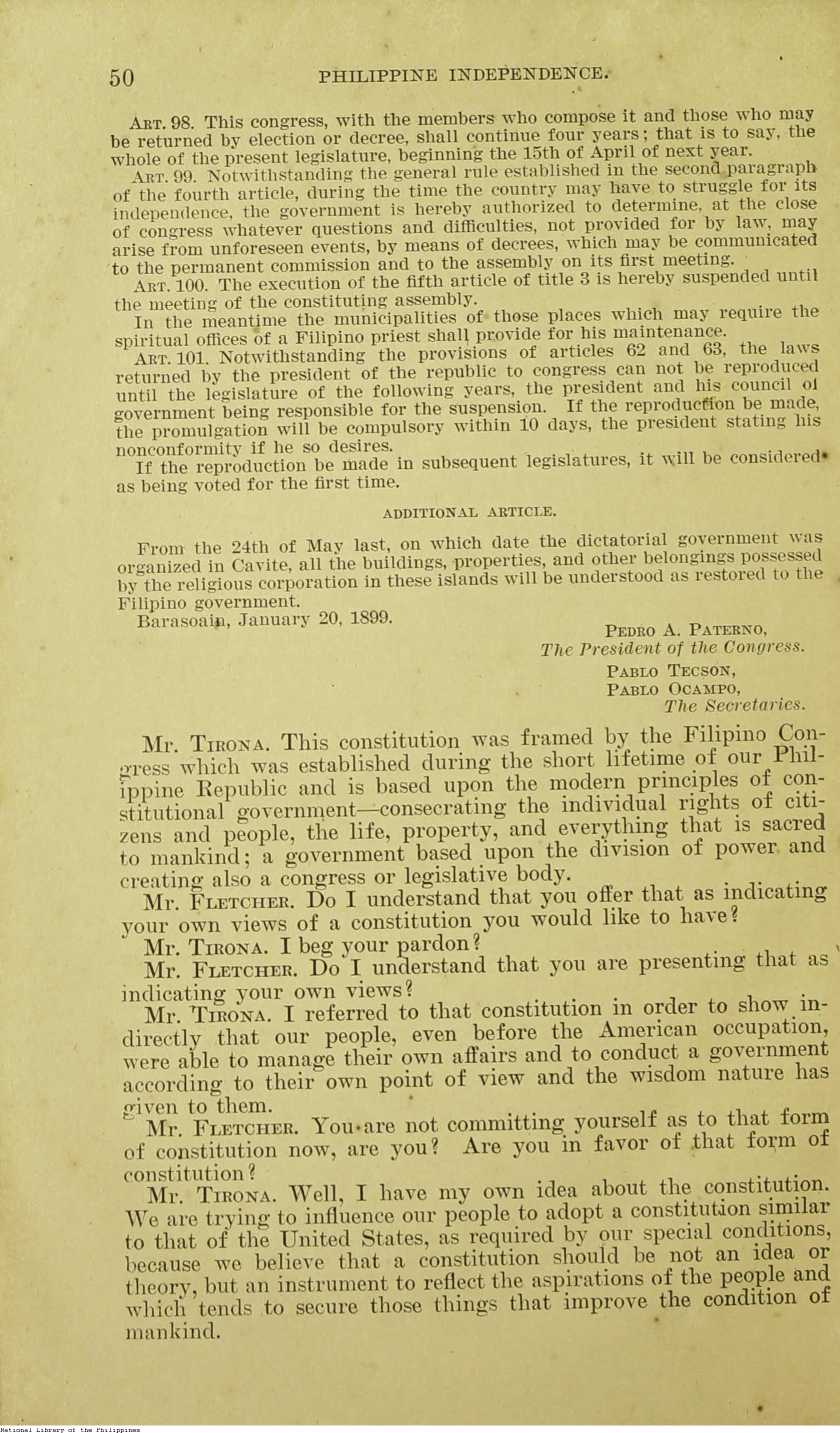 50
PHILIPPINE INDEPENDENCE.
ART. 98. This congress, with the members who compose it and those who may
be returned by election or decree, shall continue four years; that is to say, the
whole of the present legislature, beginning the 15th of April of next year.
ART. 99. Notwithstanding the general rule established in the second paragraph
of the fourth article, during the time the country may have to struggle for its
independence, the government is hereby authorized to determine, at the close
of congress whatever questions and difficulties, not provided for by law, may
arise from unforeseen events, by means of decrees, which may be communicated
to the permanent commission and to the assembly on its first meeting.
ART. 100. The execution of the fifth article of title 3 is hereby suspended until
the meeting of the constituting assembly.
In the meantime the municipalities of those places which may require the
spiritual offices of a Filipino priest shall provide for his maintenance.
ART. 101. Notwithstanding the provisions of articles 62 and 63, the laws
returned by the president of the republic to congress can not be reproduced
until the legislature of the following years, the president and his council of
government being responsible for the suspension. If the reproduction be made,
the promulgation will be compulsory within 10 days, the president stating his
nonconformity if he so desires.
If the reproduction be made in subsequent legislatures, it will be considered
as being voted for the first time.
ADDITIONAL ARTICLE.
From the 24th of May last, on which date the dictatorial government was
organized in Cavite, all the buildings, properties, and other belongings possessed
by the religious corporation in these islands will be understood as restored to the
Filipino government.
Barasoain, January 20, 1899.
PEDRO A. PATERNO,
The President of the Congress.
PABLO TECSON,
PABLO OCAMPO,
The Secretaries.
Mr. TIRONA. This constitution was framed by the Filipino Con-
gress which was established during the short lifetime of our Phil-
ippine Republic and is based upon the modern principles of con-
stitutional government—consecrating the individual rights of citi-
zens and people, the life, property, and everything that is sacred
to mankind; a government based upon the division of power and
creating also a congress or legislative body.
Mr. FLETCHER. Do I understand that you offer that as indicating
your own views of a constitution you would like to have?
Mr. TIRONA. I beg your pardon?
Mr. FLETCHER. Do I understand that you are presenting that as
indicating your own views?
Mr. TIRONA. I referred to that constitution in order to show in-
directly that our people, even before the American occupation,
were able to manage their own affairs and to conduct a government
according to their own point of view and the wisdom nature has
given to them.
Mr. FLETCHER. You are not committing yourself as to that form
of constitution now, are you? Are you in favor of that form of
constitution?
Mr. TIRONA. Well, I have my own idea about the constitution.
We are trying to influence our people to adopt a constitution similar
to that of the United States, as required by our special conditions,
because we believe that a constitution should be not an idea or
theory, but an instrument to reflect the aspirations of the people and
which tends to secure those things that improve the condition of
mankind.
National Library of the Philippines